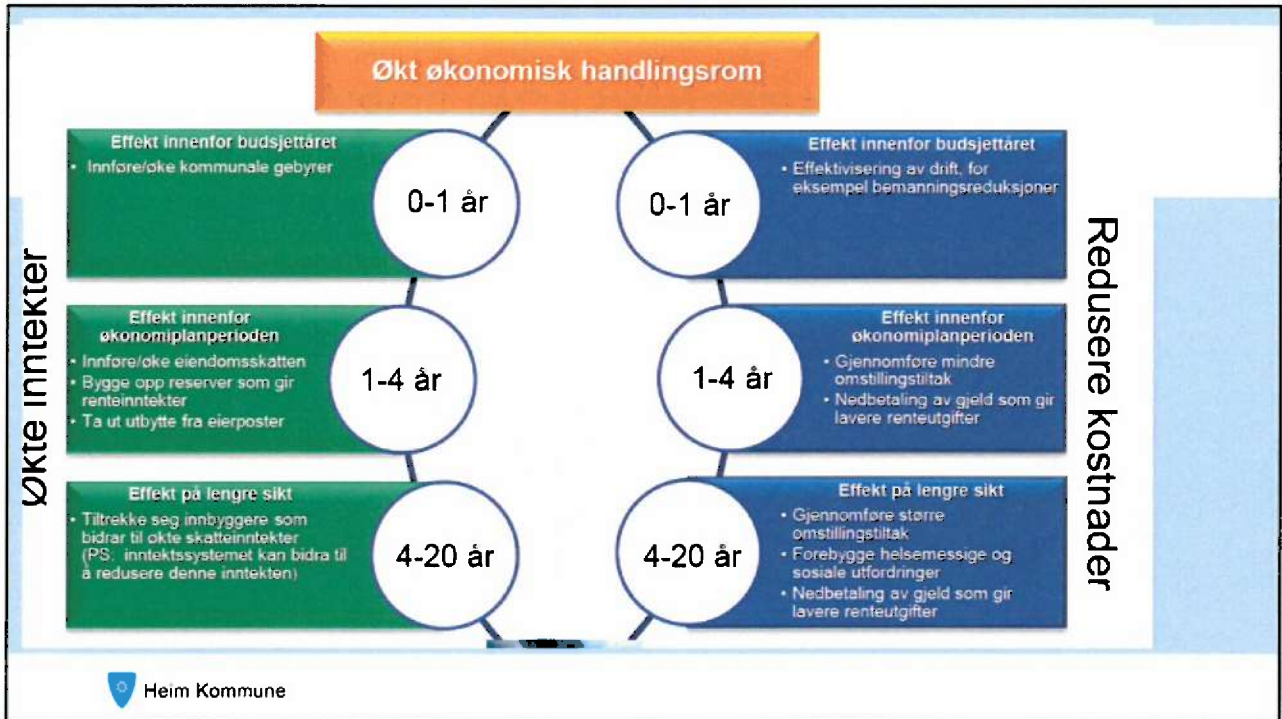 Økt økonomisk handlingsrom
Økte inntekter
Effekt innenfor budsjettåret
• Innføre/øke kommunale gebyrer
0-1 år
Effekt innenfor
økonomiplanperioden
• Innføre/øke eiendomsskatten
• Bygge opp reserver som gir
renteinntekter
• Ta ut utbytte fra eierposter
1-4 år
Effekt på lengre sikt
• Tiltrekke seg innbyggere som
bidrar til økte skatteinntekter
(PS: inntektssystemet kan bidra til
å redusere denne inntekten)
4-20 år
Redusere kostnader
0-1 år
Effekt innenfor budsjettåret
• Effektivisering av drift, for
eksempel bemanningsreduksjoner
1-4 år
Effekt innenfor
økonomiplanperioden
• Gjennomføre mindre
omstillingstiltak
• Nedbetaling av gjeld som gir
lavere renteutgifter
4-20 år
Effekt på lengre sikt
• Gjennomføre større
omstillingstiltak
• Forebygge helsemessige og
sosiale utfordringer
• Nedbetaling av gjeld som gir
lavere renteutgifter
Heim Kommune